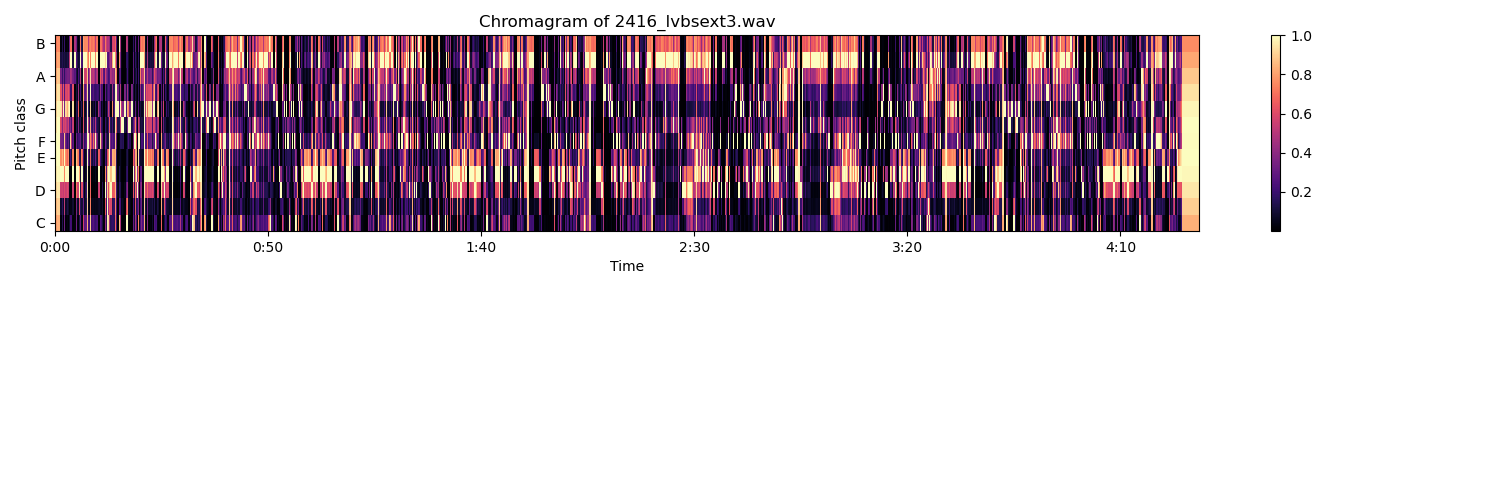 Chromagram of 2416_lvbsext3.wav
Pitch class
B
A
G
F
E
D
C
0:00
0:50
1:40
2:30
3:20
4:10
Time
1.0
0.8
0.6
0.4
0.2